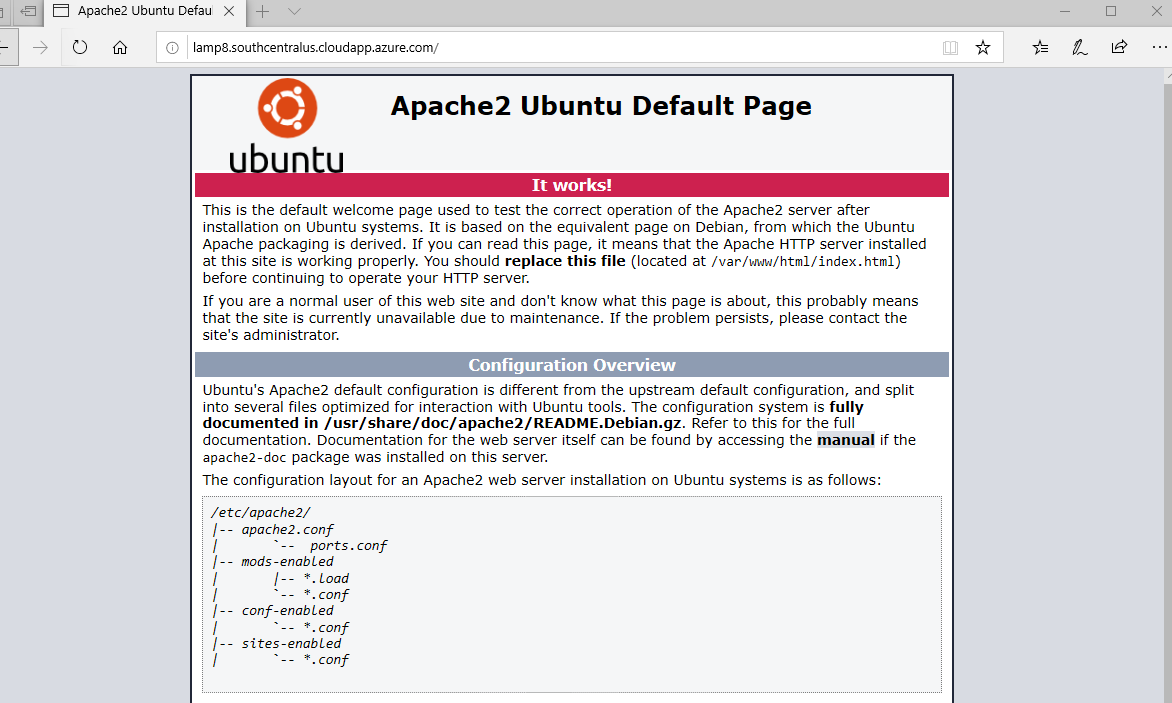 Apache2 Ubuntu Defau
lamp8.southcentralus.cloudapp.azure.com/
ubuntu
Apache2 Ubuntu Default Page
It works!
This is the default welcome page used to test the correct operation of the Apache2 server after
installation on Ubuntu systems. It is based on the equivalent page on Debian, from which the Ubuntu
Apache packaging is derived. If you can read this page, it means that the Apache HTTP server installed
at this site is working properly. You should replace this file (located at /var/www/html/index.html)
before continuing to operate your HTTP server.
If you are a normal user of this web site and don't know what this page is about, this probably means
that the site is currently unavailable due to maintenance. If the problem persists, please contact the
site's administrator.
Configuration Overview
Ubuntu's Apache2 default configuration is different from the upstream default configuration, and split
into several files optimized for interaction with Ubuntu tools. The configuration system is fully
documented in /usr/share/doc/apache2/README.Debian.gz. Refer to this for the full
documentation. Documentation for the web server itself can be found by accessing the manual if the
apache2-doc package was installed on this server.
The configuration layout for an Apache2 web server installation on Ubuntu systems is as follows:
/etc/apache2/
|-- apache2.conf
|       `--  ports.conf
|-- mods-enabled
|       |-- *.load
|       `-- *.conf
|-- conf-enabled
|       `-- *.conf
|-- sites-enabled
|       `-- *.conf